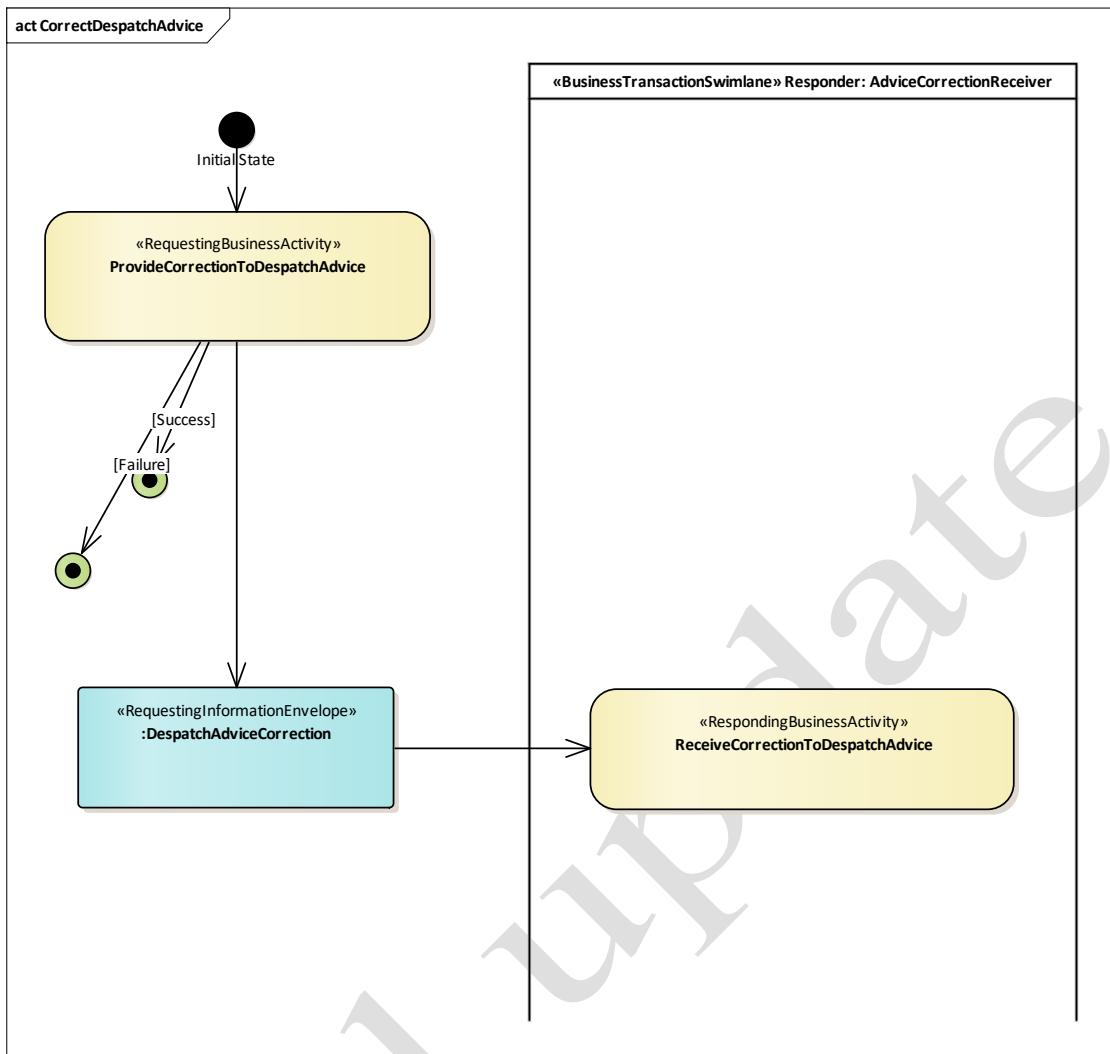 act CorrectDespatchAdvice
«BusinessTransactionSwimlane» Responder: AdviceCorrectionReceiver
Initial State
«RequestingBusinessActivity»
ProvideCorrectionToDespatchAdvice
[Success]
[Failure]
«RequestingInformationEnvelope»
:DespatchAdviceCorrection
«RespondingBusinessActivity»
ReceiveCorrectionToDespatchAdvice
update